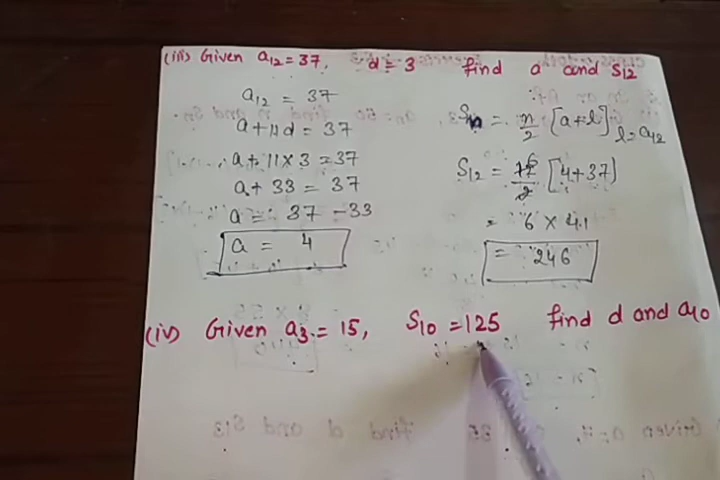 (iii) Given a12 = 37, d = 3 find a and S12
a12 = 37
a + 11d = 37
a + 11 × 3 = 37
a + 33 = 37
a = 37 - 33
a = 4
Sn = n/2 [a + l] l = a12
S12 = 12/2 6 [4 + 37]
= 6 × 41
= 246
(iv) Given a3 = 15, S10 = 125 find d and a10